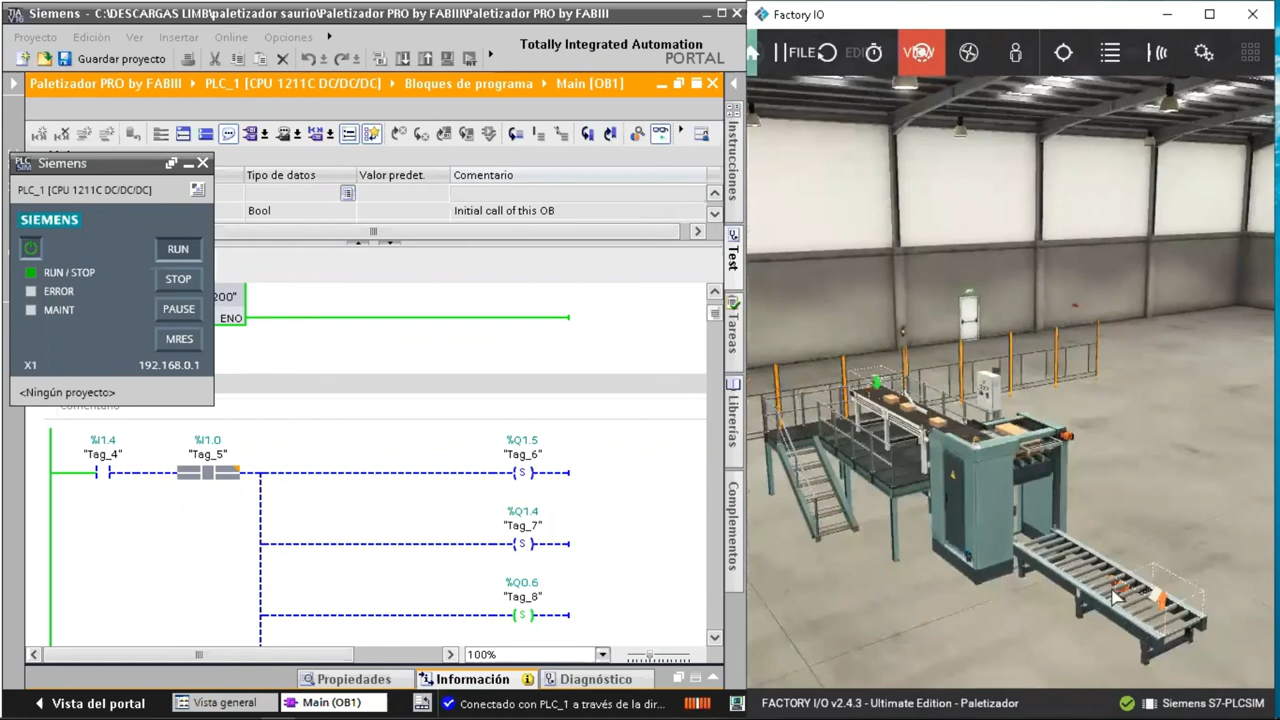 Siemens - C:\DESCARGAS LIMB\paletizador saurio\Paletizador PRO by FABIII\Paletizador PRO by FABIII
Proyecto Edición Ver Insertar Online Opciones
Totally Integrated Automation
PORTAL
Guardar proyecto
Paletizador PRO by FABIII PLC_1 [CPU 1211C DC/DC/DC] Bloques de programa Main [OB1]
Tipo de datos Valor predet. Comentario
Bool Initial call of this OB
Siemens
PLC_1 [CPU 1211C DC/DC/DC]
SIEMENS
RUN
RUN / STOP
STOP
ERROR
MAINT
PAUSE
MRES
X1 192.168.0.1
<Ningún proyecto>
200"
ENO
Comentario
%I1.4
"Tag_4"
%I1.0
"Tag_5"
%Q1.5
"Tag_6"
S
%Q1.4
"Tag_7"
S
%Q0.6
"Tag_8"
S
100%
Instrucciones
Test
Tareas
Librerías
Complementos
Propiedades Información Diagnóstico
Vista del portal Vista general Main (OB1) Conectado con PLC_1 a través de la dir...
Factory IO
FILE VIEW
FACTORY I/O v2.4.3 - Ultimate Edition - Paletizador Siemens S7-PLCSIM